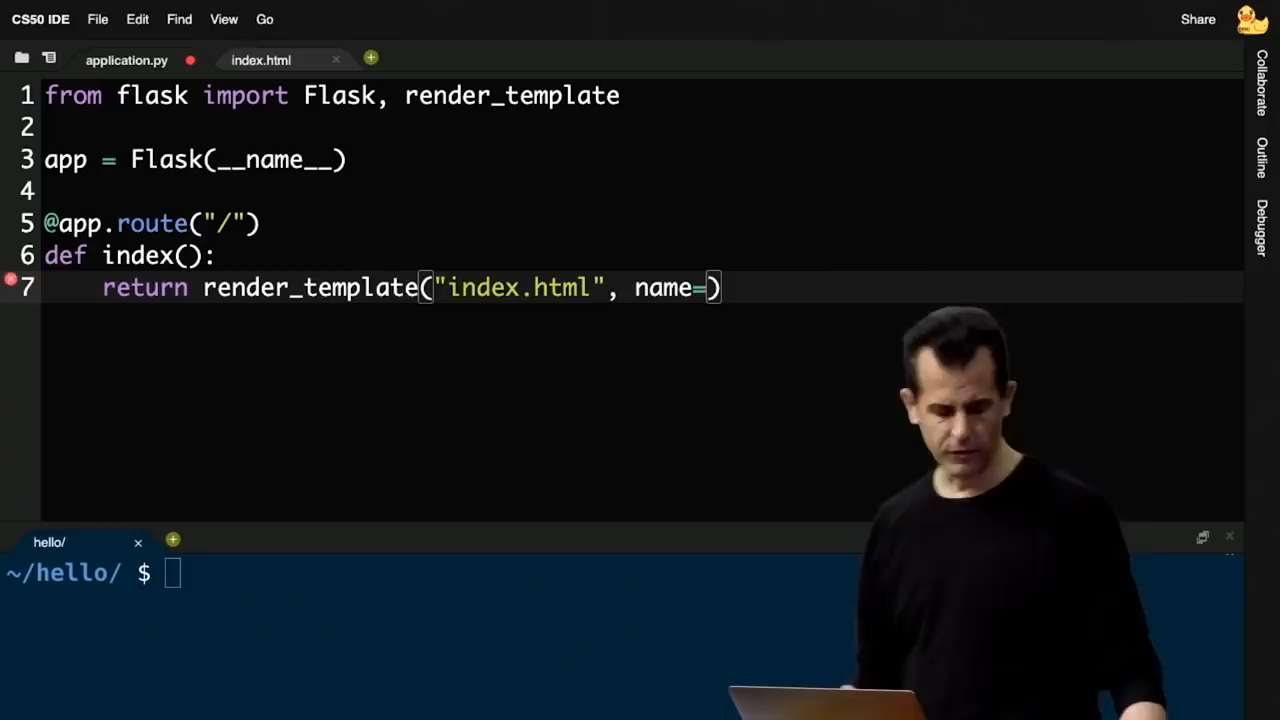 CS50 IDE File Edit Find View Go Share
application.py index.html
1 from flask import Flask, render_template
2
3 app = Flask(__name__)
4
5 @app.route("/")
6 def index():
7     return render_template("index.html", name=)
Collaborate
Outline
Debugger
hello/
~/hello/ $